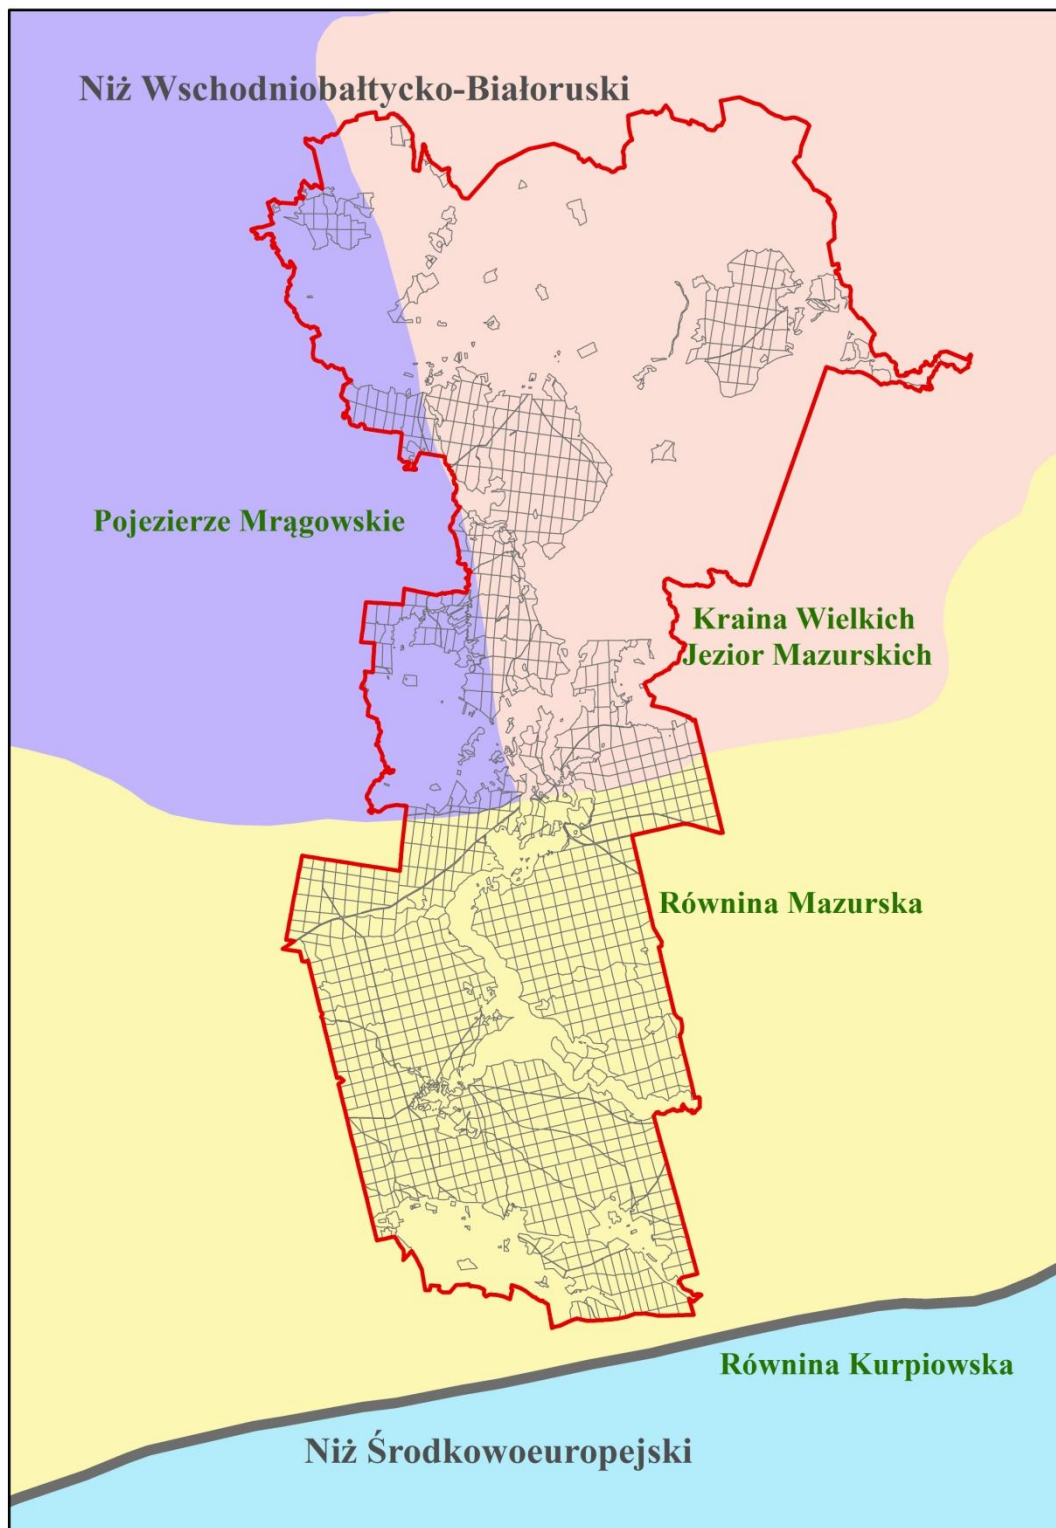 Niż Wschodniobałtycko-Białoruski
Pojezierze Mrągowskie
Kraina Wielkich
Jezior Mazurskich
Równina Mazurska
Równina Kurpiowska
Niż Środkowoeuropejski